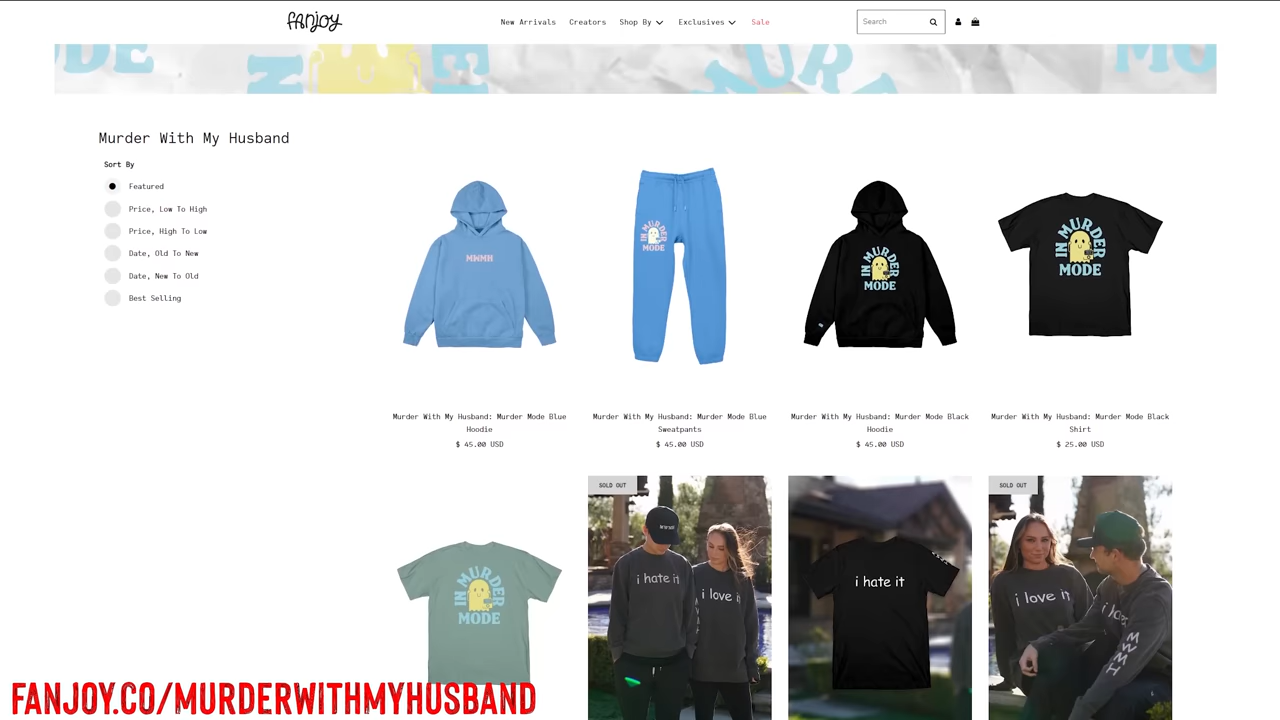 fanjoy
New Arrivals
Creators
Shop By
Exclusives
Sale
Search
MODE
MUR
MO
Murder With My Husband
Sort By
Featured
Price, Low To High
Price, High To Low
Date, Old To New
Date, New To Old
Best Selling
MWMH
IN MURDER
MODE
IN MURDER
MODE
IN MURDER
MODE
Murder With My Husband: Murder Mode Blue
Hoodie
$ 45.00 USD
Murder With My Husband: Murder Mode Blue
Sweatpants
$ 45.00 USD
Murder With My Husband: Murder Mode Black
Hoodie
$ 45.00 USD
Murder With My Husband: Murder Mode Black
Shirt
$ 25.00 USD
IN MURDER
MODE
SOLD OUT
i hate it
i love it
i hate it
SOLD OUT
i love it
MWMH
FANJOY.CO/MURDERWITHMYHUSBAND